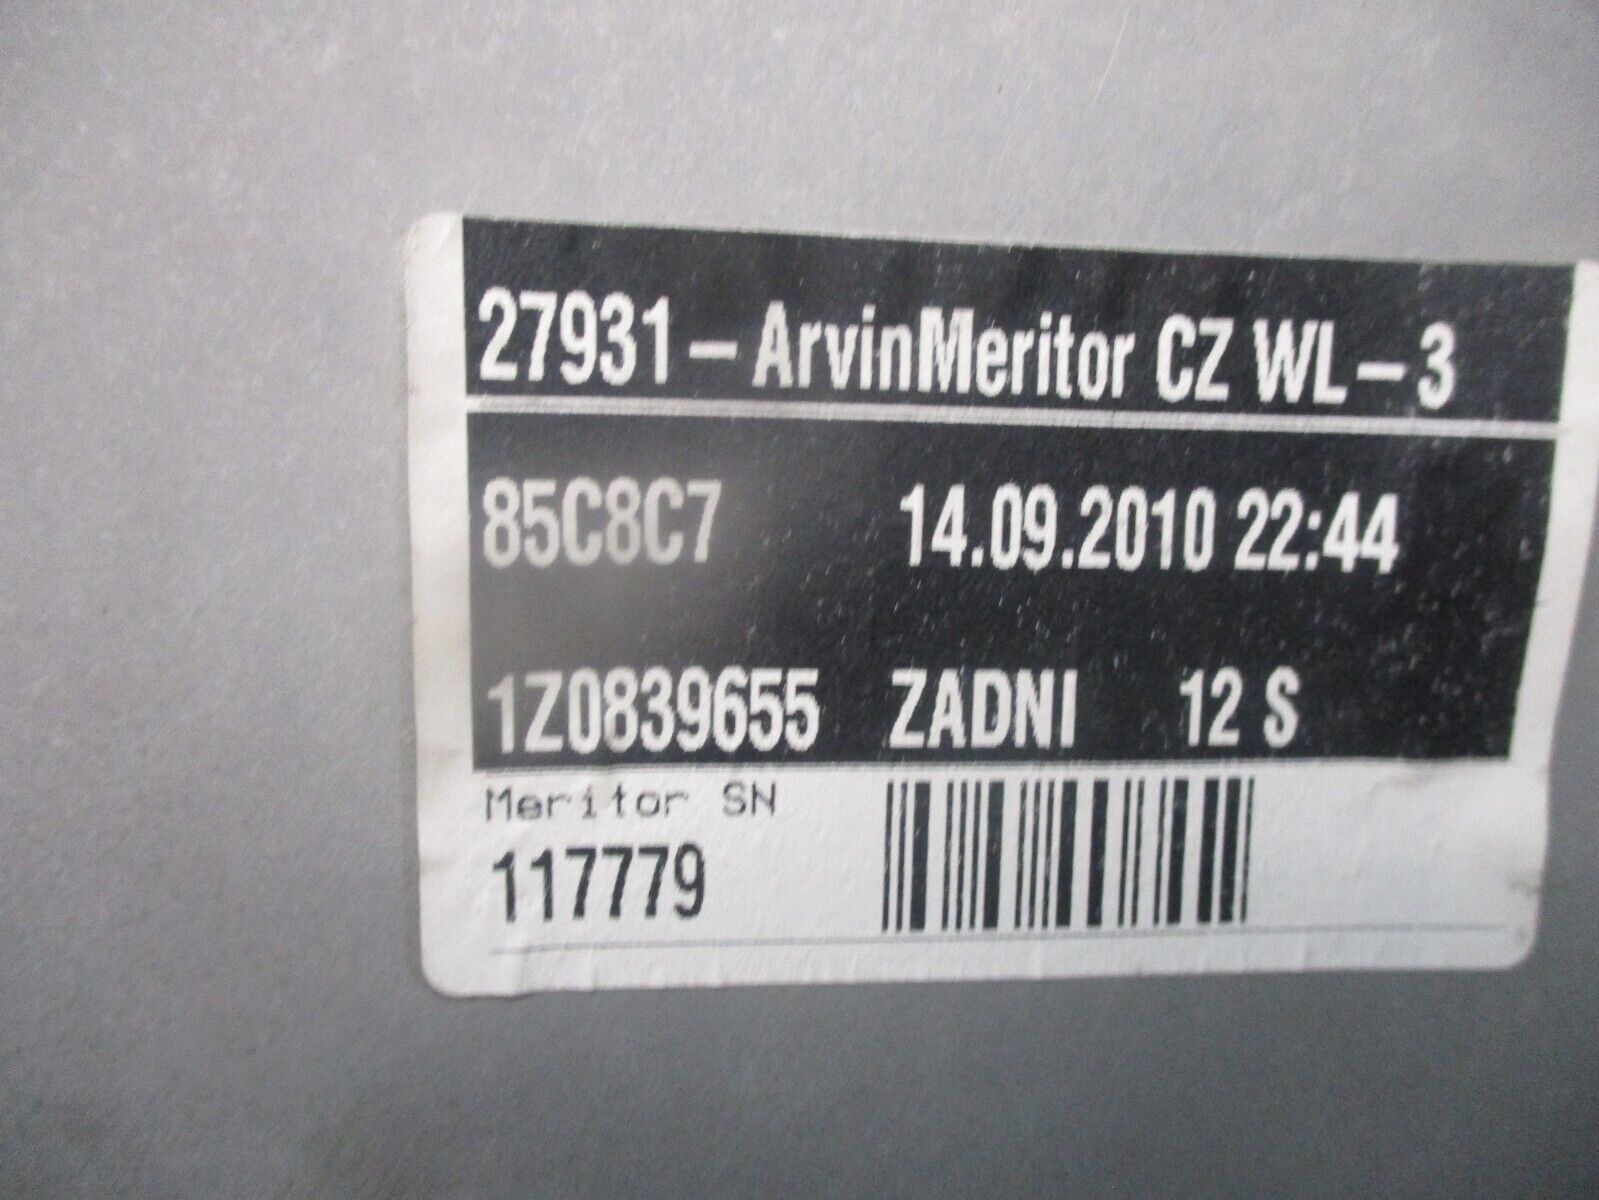 27931-ArvinMeritor CZ WL-3
85C8C7 14.09.2010 22:44
1Z0839655 ZADNI 12 S
Meritor SN
117779